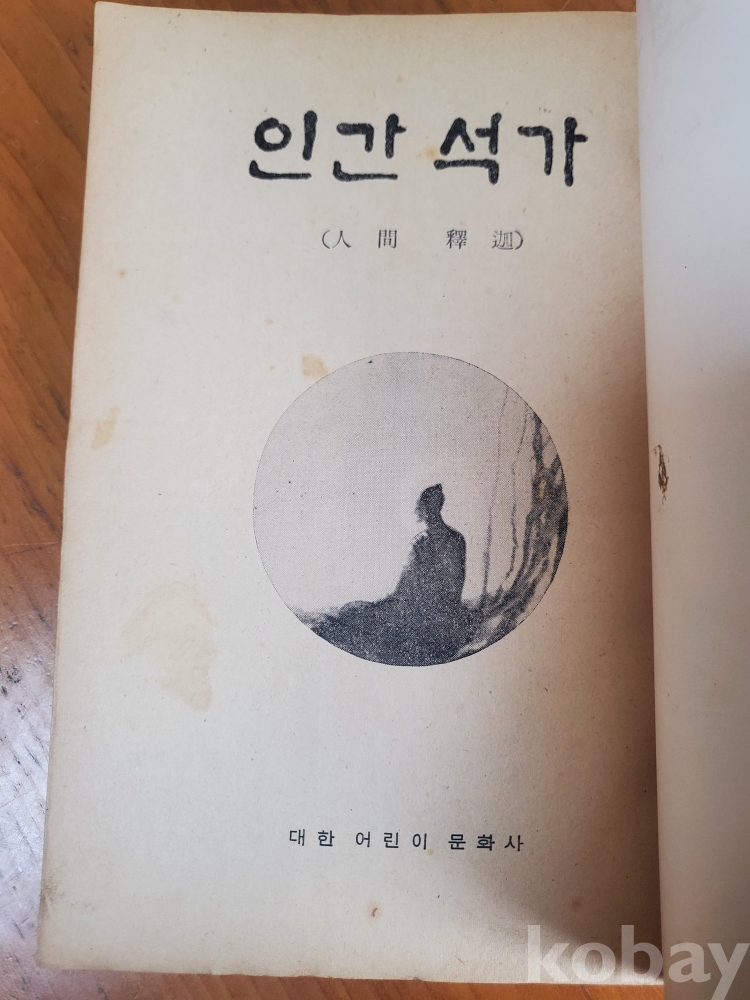 인간 석가
(人間 釋迦)
대한 어린이 문화사
kobay